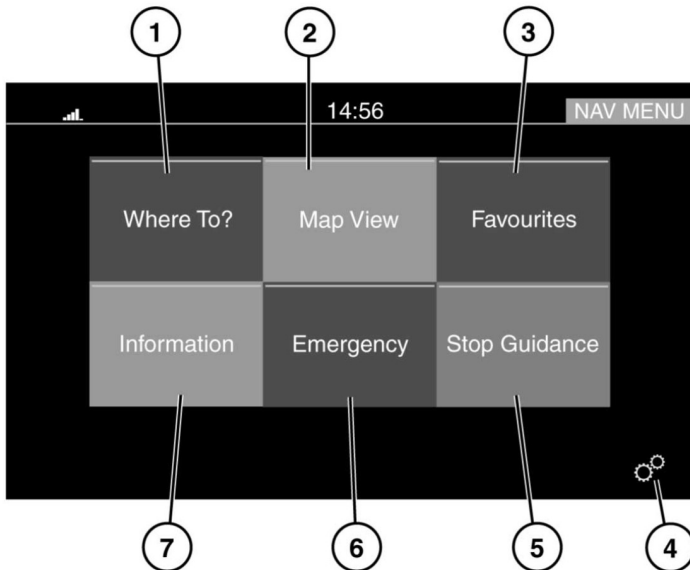 1 2 3
14:56 NAV MENU
Where To? Map View Favourites
Information Emergency Stop Guidance
7 6 5 4